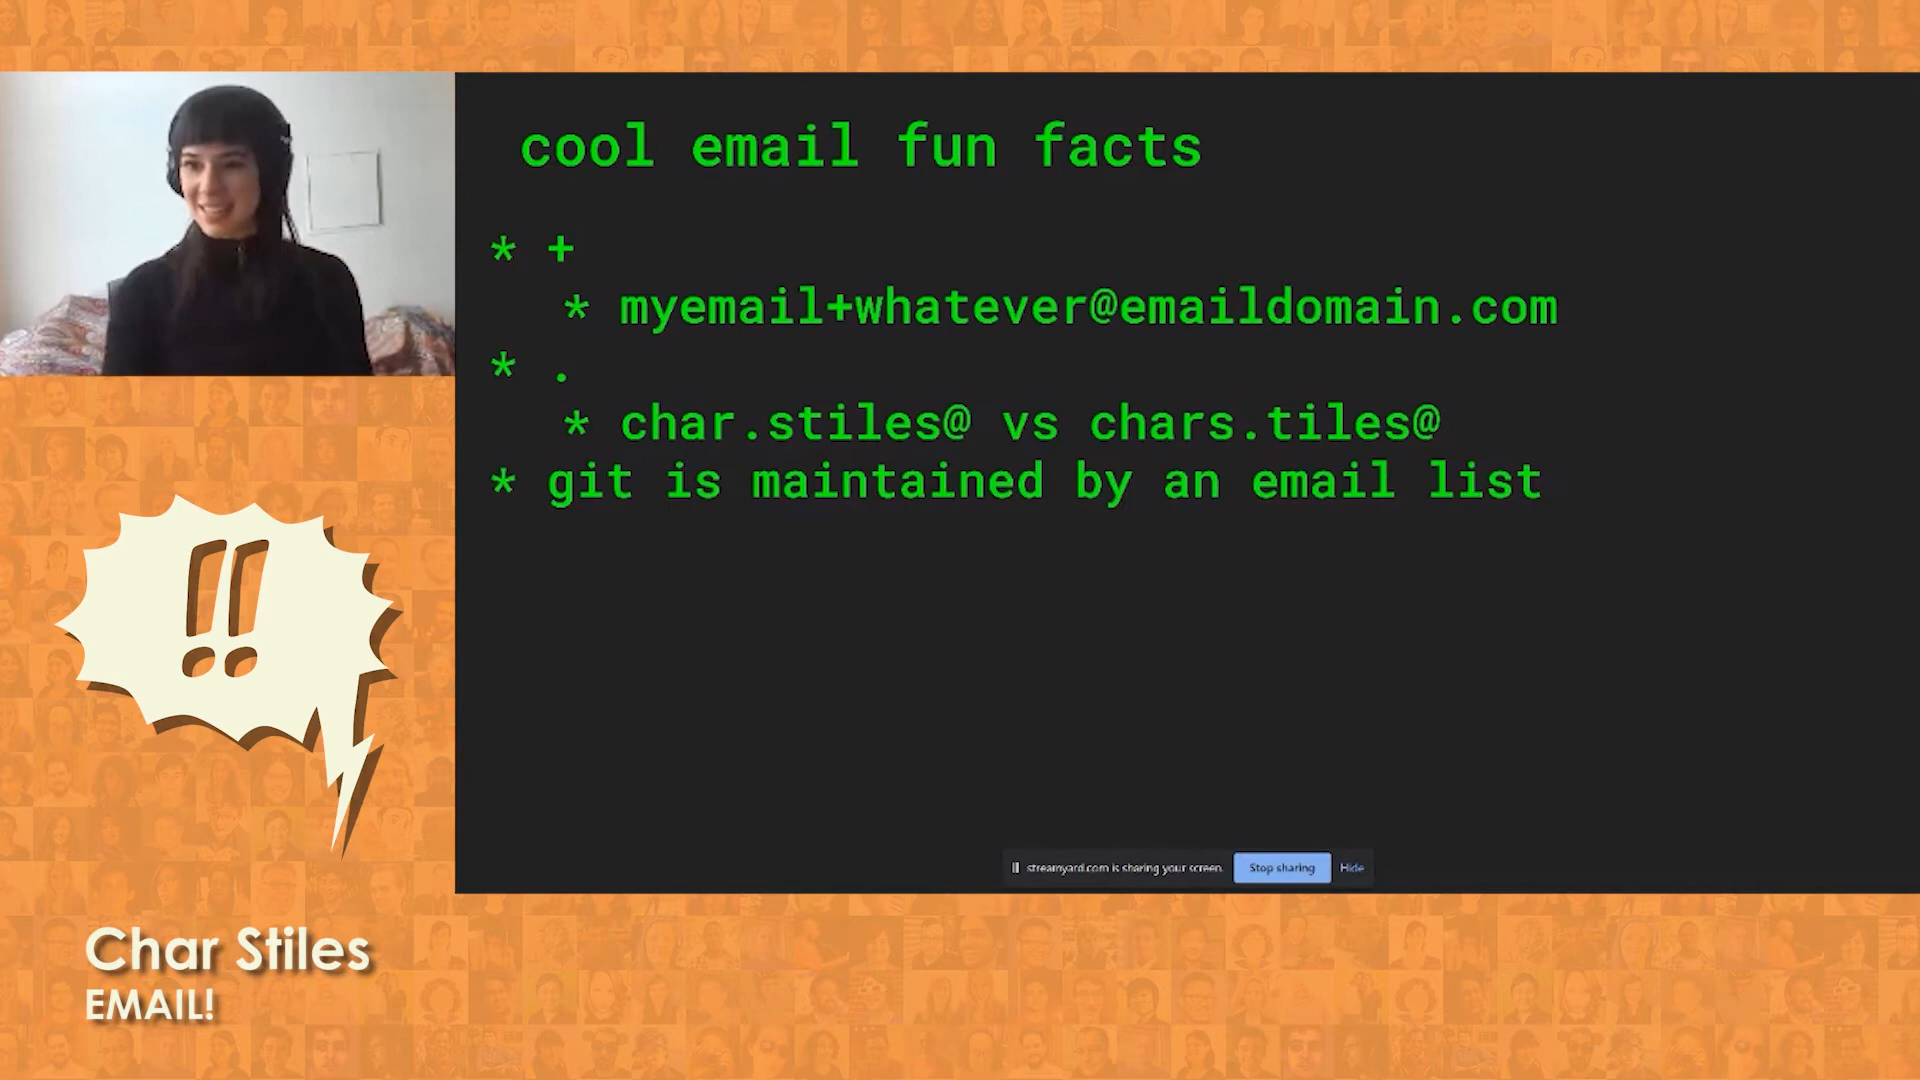 cool email fun facts
* +
* myemail+whatever@emaildomain.com
* .
* char.stiles@ vs chars.tiles@
* git is maintained by an email list
!!
streamyard.com is sharing your screen.
Stop sharing
Hide
Char Stiles
EMAIL!